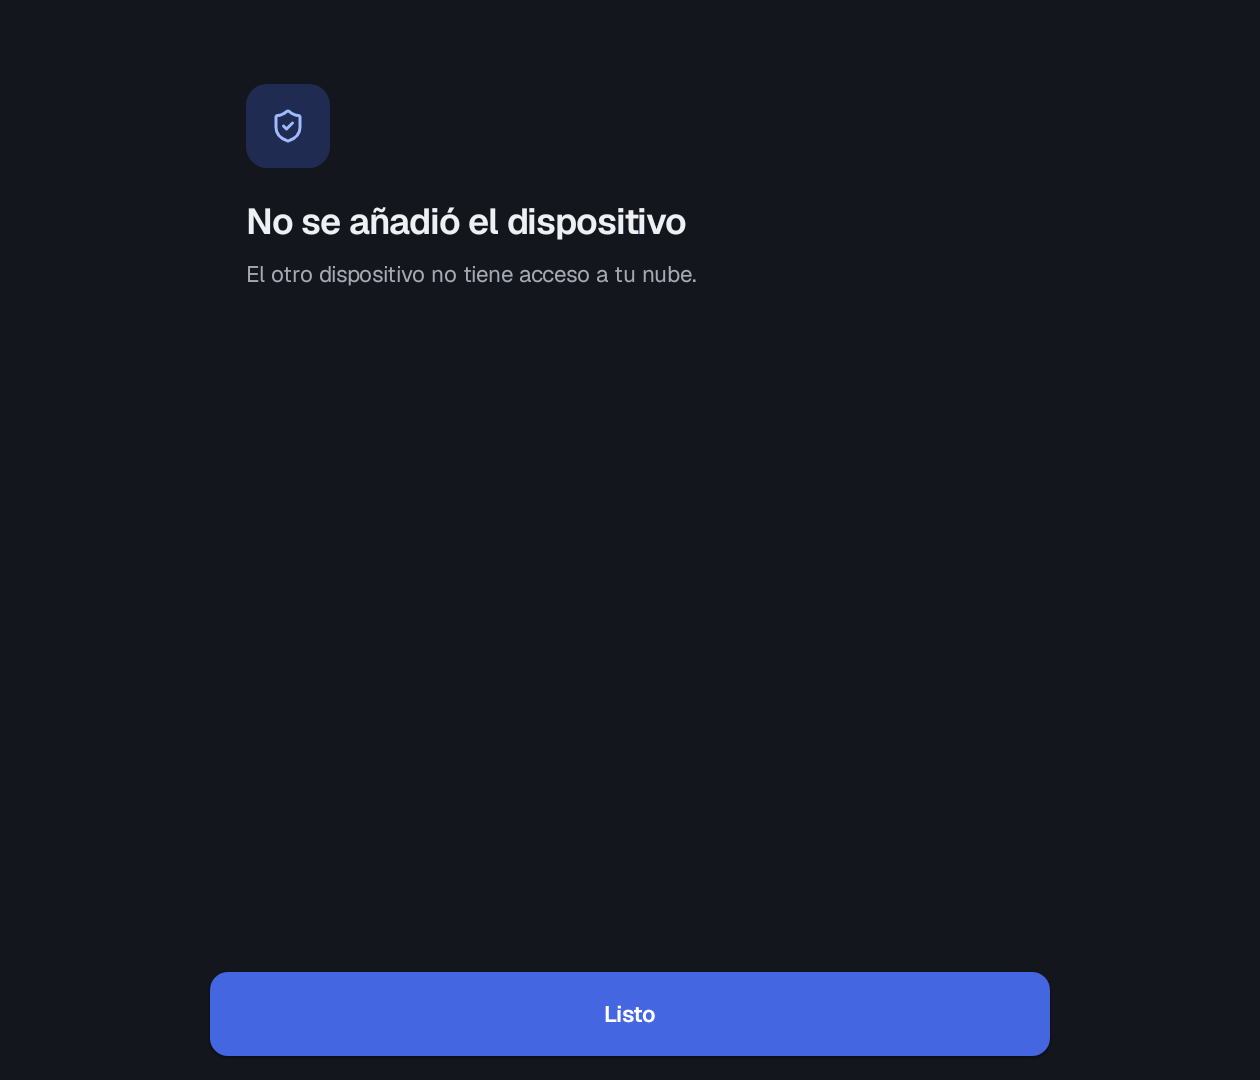 No se añadió el dispositivo
El otro dispositivo no tiene acceso a tu nube.
Listo